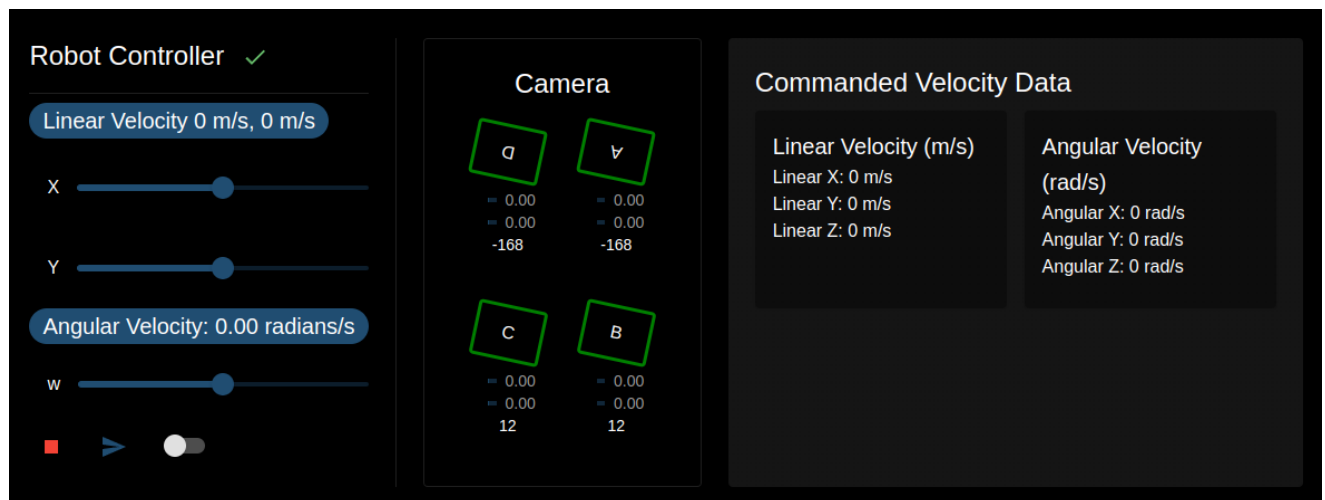 Robot Controller
Linear Velocity 0 m/s, 0 m/s
X
Y
Angular Velocity: 0.00 radians/s
w
Camera
D A
0.00 0.00
0.00 0.00
-168 -168
C B
0.00 0.00
0.00 0.00
12 12
Commanded Velocity Data
Linear Velocity (m/s)
Linear X: 0 m/s
Linear Y: 0 m/s
Linear Z: 0 m/s
Angular Velocity
(rad/s)
Angular X: 0 rad/s
Angular Y: 0 rad/s
Angular Z: 0 rad/s